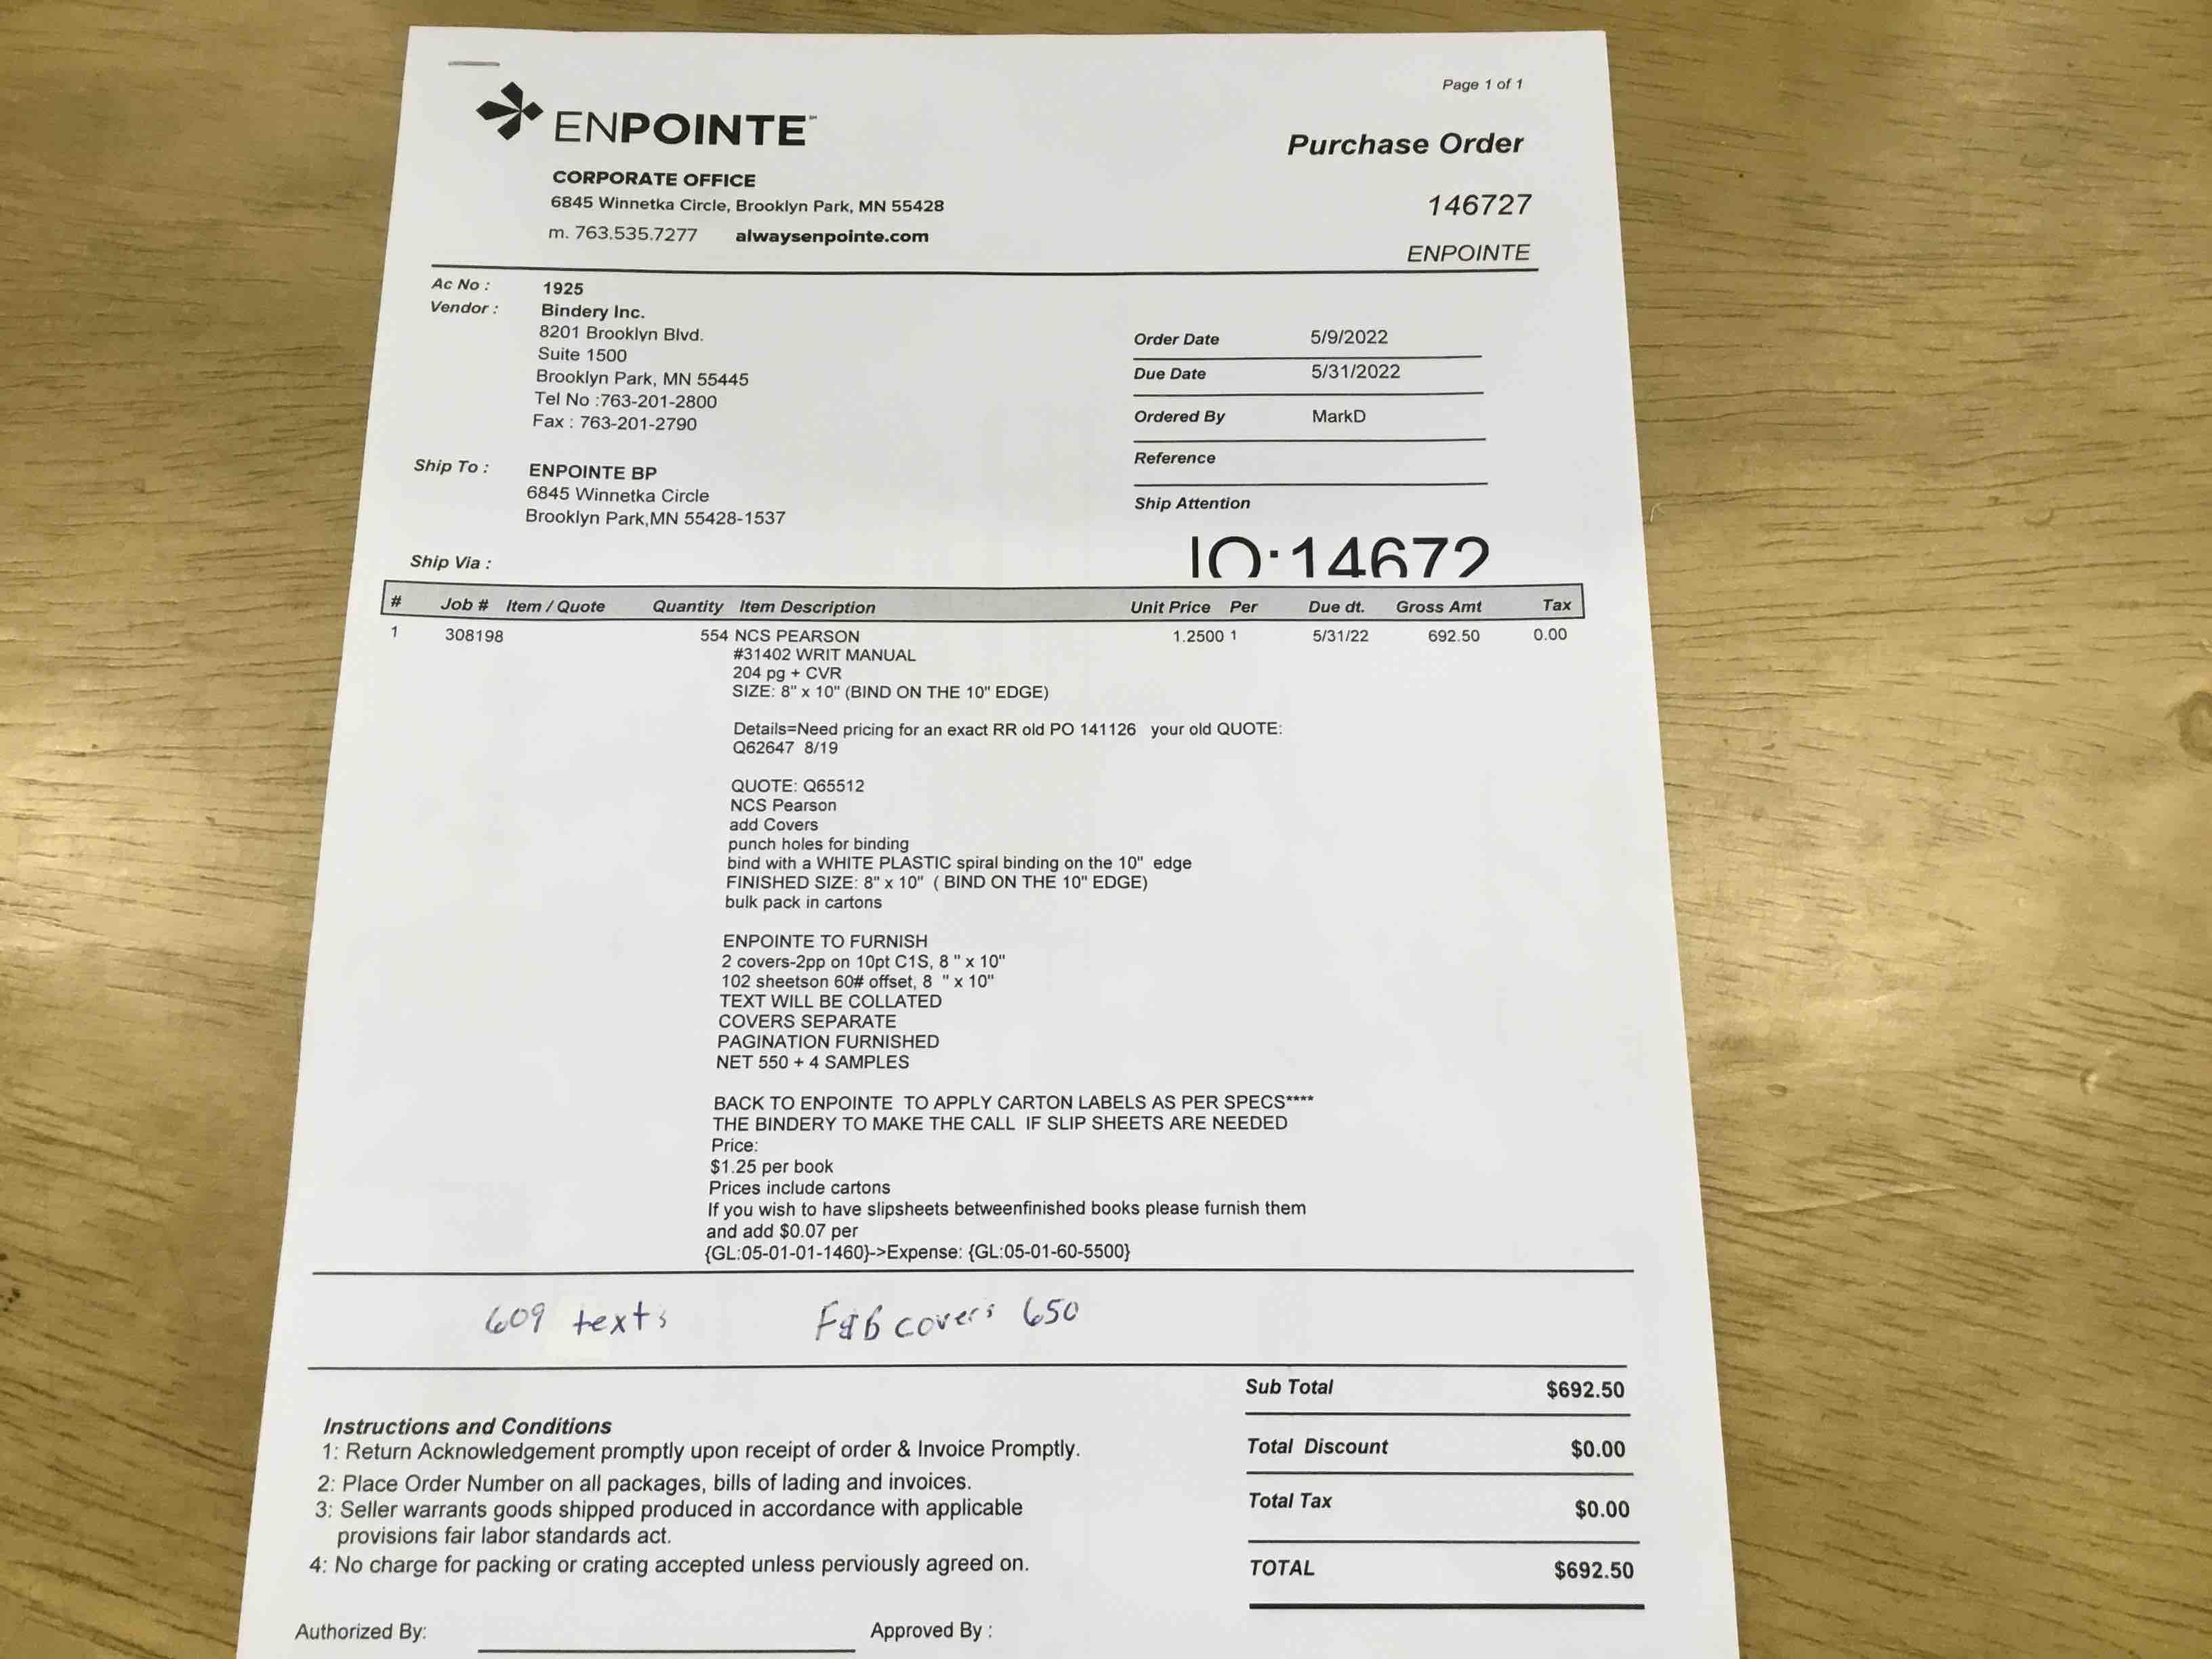 Page 1 of 1
ENPOINTE
Purchase Order
CORPORATE OFFICE
6845 Winnetka Circle, Brooklyn Park, MN 55428
146727
m. 763.535.7277 alwaysenpointe.com
ENPOINTE
Ac No : 1925
Vendor : Bindery Inc.
8201 Brooklyn Blvd.
Suite 1500
Brooklyn Park, MN 55445
Tel No :763-201-2800
Fax : 763-201-2790
Order Date 5/9/2022
Due Date 5/31/2022
Ordered By MarkD
Reference
Ship Attention
Ship To : ENPOINTE BP
6845 Winnetka Circle
Brooklyn Park,MN 55428-1537
Ship Via :
14672
# Job # Item / Quote Quantity Item Description Unit Price Per Due dt. Gross Amt Tax
1 308198 554 NCS PEARSON 1.2500 1 5/31/22 692.50 0.00
#31402 WRIT MANUAL
204 pg + CVR
SIZE: 8" x 10" (BIND ON THE 10" EDGE)
Details=Need pricing for an exact RR old PO 141126 your old QUOTE:
Q62647 8/19
QUOTE: Q65512
NCS Pearson
add Covers
punch holes for binding
bind with a WHITE PLASTIC spiral binding on the 10" edge
FINISHED SIZE: 8" x 10" ( BIND ON THE 10" EDGE)
bulk pack in cartons
ENPOINTE TO FURNISH
2 covers-2pp on 10pt C1S, 8 " x 10"
102 sheetson 60# offset, 8 " x 10"
TEXT WILL BE COLLATED
COVERS SEPARATE
PAGINATION FURNISHED
NET 550 + 4 SAMPLES
BACK TO ENPOINTE TO APPLY CARTON LABELS AS PER SPECS****
THE BINDERY TO MAKE THE CALL IF SLIP SHEETS ARE NEEDED
Price:
$1.25 per book
Prices include cartons
If you wish to have slipsheets betweenfinished books please furnish them
and add $0.07 per
{GL:05-01-01-1460}->Expense: {GL:05-01-60-5500}
609 texts F&b covers 650
Sub Total $692.50
Total Discount $0.00
Total Tax $0.00
TOTAL $692.50
Instructions and Conditions
1: Return Acknowledgement promptly upon receipt of order & Invoice Promptly.
2: Place Order Number on all packages, bills of lading and invoices.
3: Seller warrants goods shipped produced in accordance with applicable
provisions fair labor standards act.
4: No charge for packing or crating accepted unless perviously agreed on.
Authorized By: Approved By :